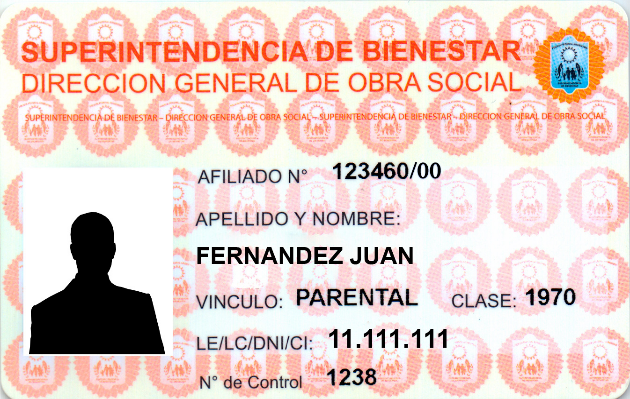 SUPERINTENDENCIA DE BIENESTAR
DIRECCION GENERAL DE OBRA SOCIAL
SUPERINTENDENCIA DE BIENESTAR – DIRECCION GENERAL DE OBRA SOCIAL – SUPERINTENDENCIA DE BIENESTAR – DIRECCION GENERAL DE OBRA SOCIAL
AFILIADO N° 123460/00
APELLIDO Y NOMBRE:
FERNANDEZ JUAN
VINCULO: PARENTAL CLASE: 1970
LE/LC/DNI/CI: 11.111.111
N° de Control 1238